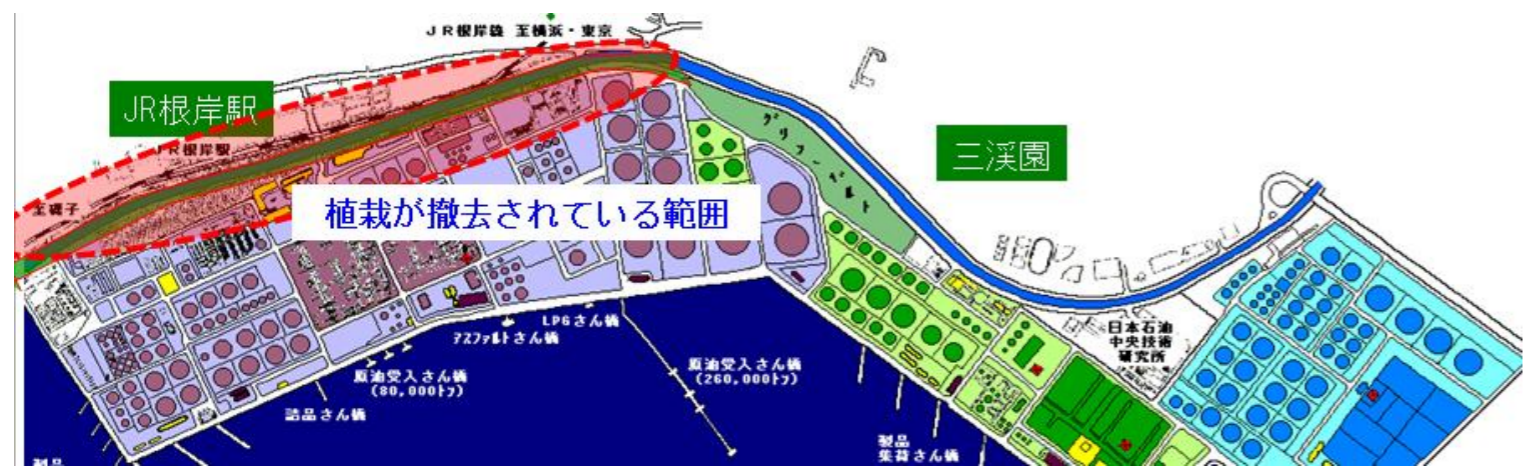 JR根岸線 至横浜・東京
JR根岸駅
JR根岸駅
至磯子
グリーンベルト
三渓園
植栽が撤去されている範囲
LPGさん橋
アスファルトさん橋
原油受入さん橋
(80,000トン)
原油受入さん橋
(260,000トン)
詰品さん橋
日本石油
中央技術
研究所
製品
集荷さん橋
製品